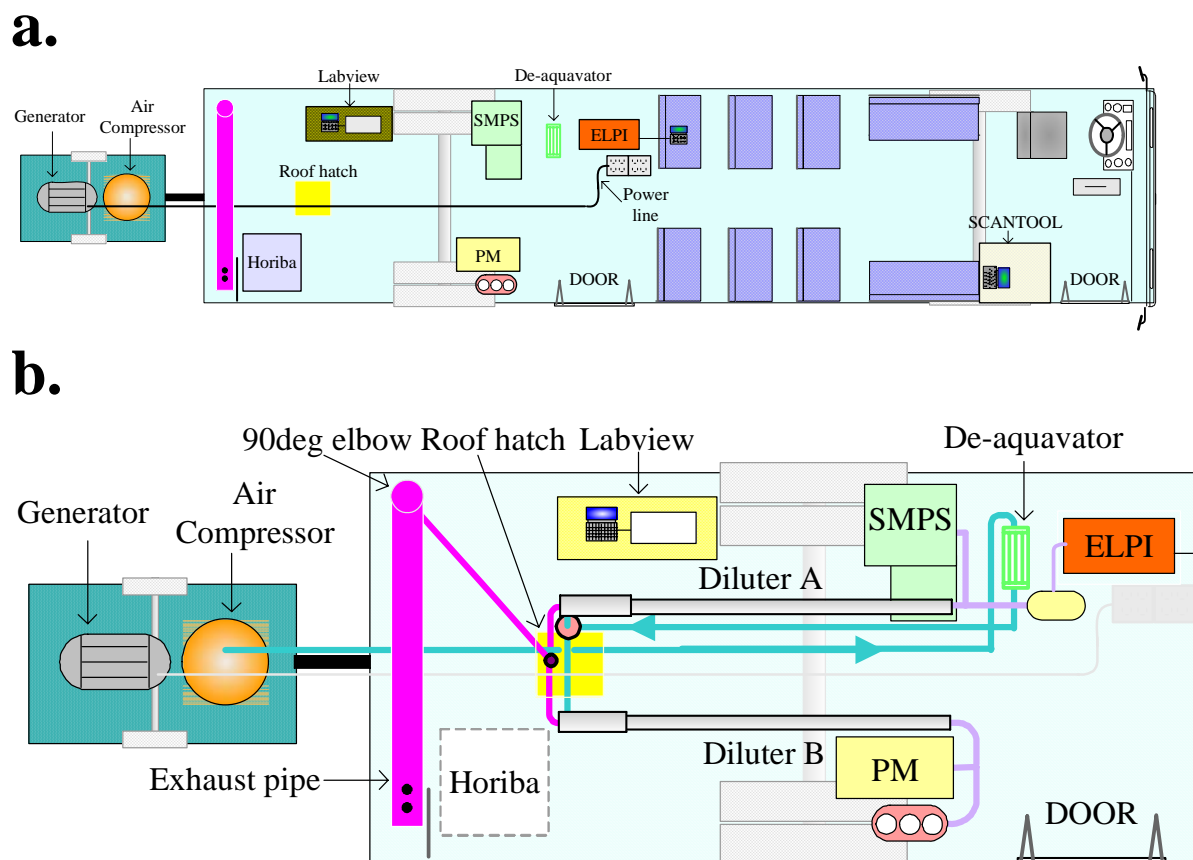 a.
Generator
Air
Compressor
Labview
De-aquavator
SMPS
ELPI
Roof hatch
Power
line
SCANTOOL
Horiba
PM
DOOR
DOOR
b.
90deg elbow
Roof hatch
Labview
De-aquavator
Generator
Air
Compressor
SMPS
ELPI
Diluter A
Diluter B
Exhaust pipe
Horiba
PM
DOOR